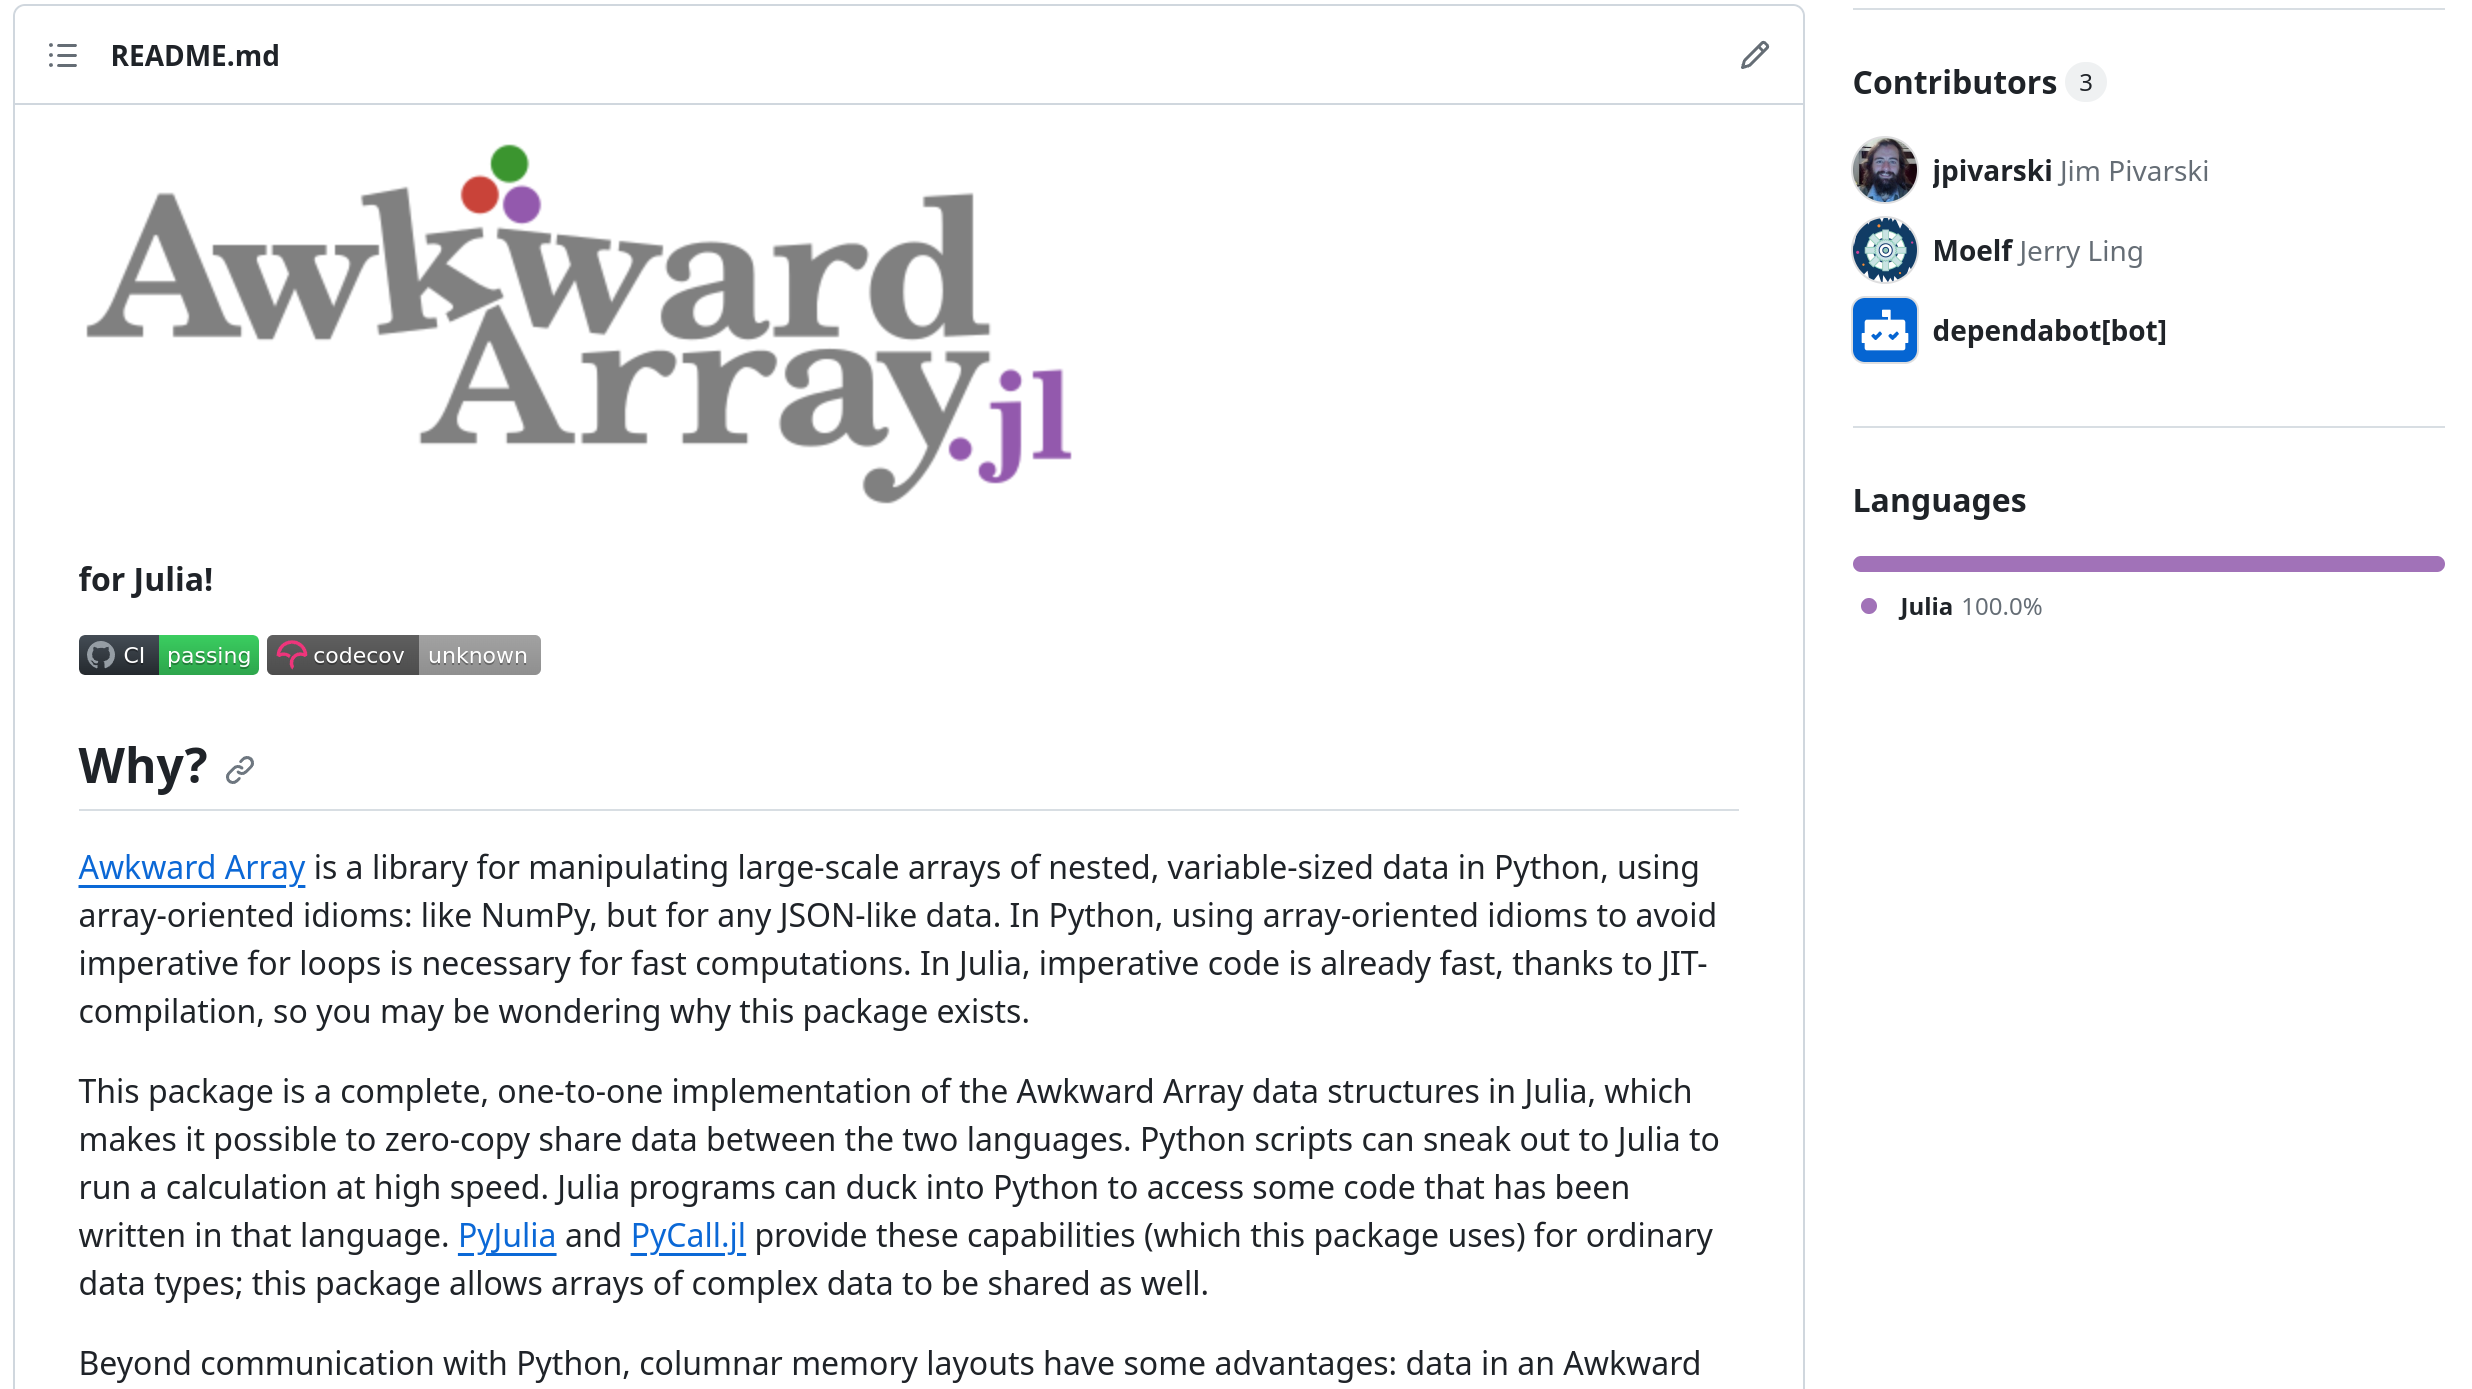 README.md
Awkward
Array.jl
for Julia!
CI passing codecov unknown
Why?
Awkward Array is a library for manipulating large-scale arrays of nested, variable-sized data in Python, using
array-oriented idioms: like NumPy, but for any JSON-like data. In Python, using array-oriented idioms to avoid
imperative for loops is necessary for fast computations. In Julia, imperative code is already fast, thanks to JIT-
compilation, so you may be wondering why this package exists.
This package is a complete, one-to-one implementation of the Awkward Array data structures in Julia, which
makes it possible to zero-copy share data between the two languages. Python scripts can sneak out to Julia to
run a calculation at high speed. Julia programs can duck into Python to access some code that has been
written in that language. PyJulia and PyCall.jl provide these capabilities (which this package uses) for ordinary
data types; this package allows arrays of complex data to be shared as well.
Beyond communication with Python, columnar memory layouts have some advantages: data in an Awkward
Contributors 3
jpivarski Jim Pivarski
Moelf Jerry Ling
dependabot[bot]
Languages
Julia 100.0%